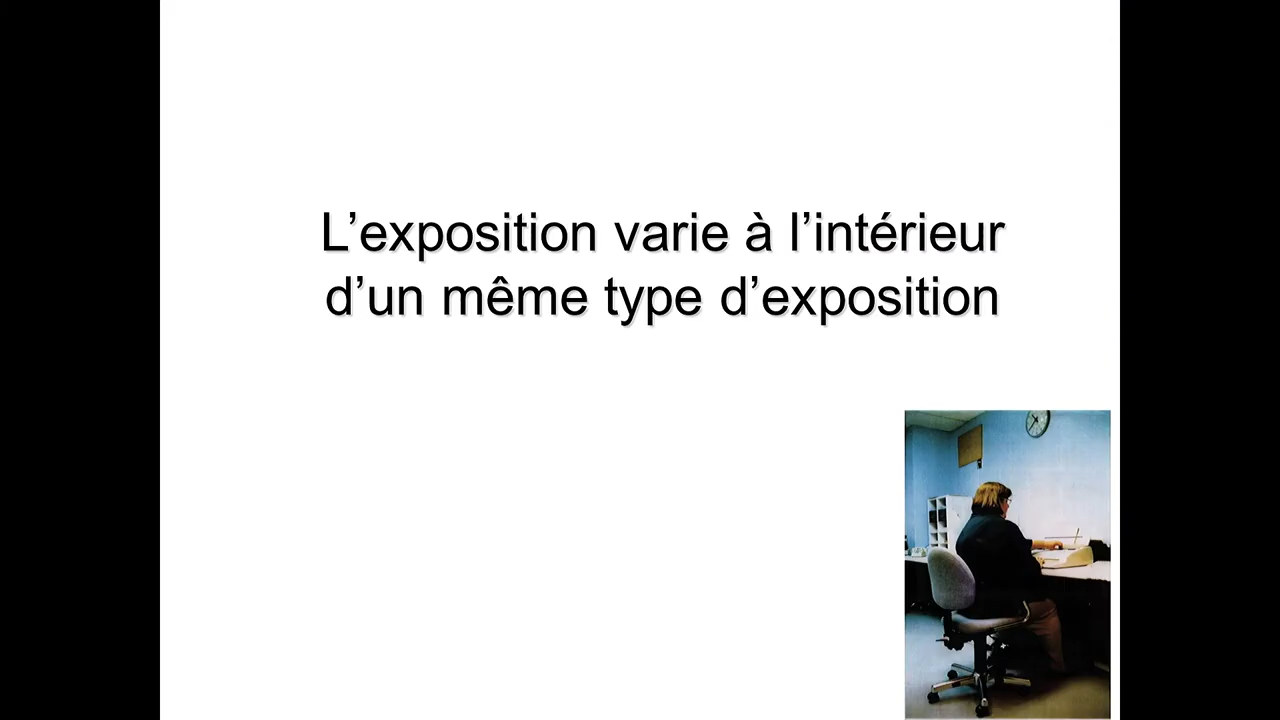 L’exposition varie à l’intérieur
d’un même type d’exposition